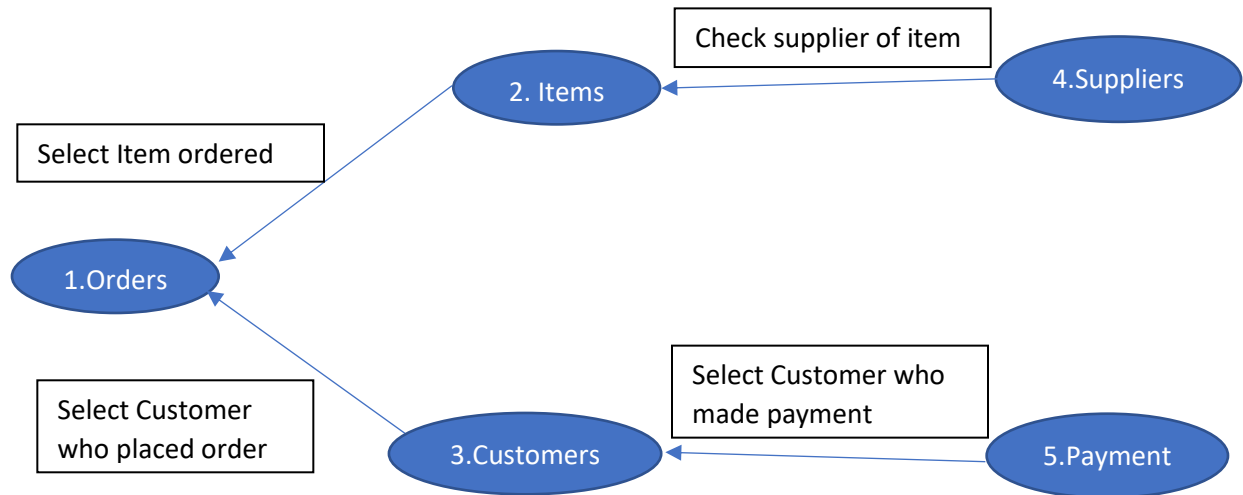 Check supplier of item
2. Items
4.Suppliers
Select Item ordered
1.Orders
Select Customer who
made payment
Select Customer
who placed order
3.Customers
5.Payment